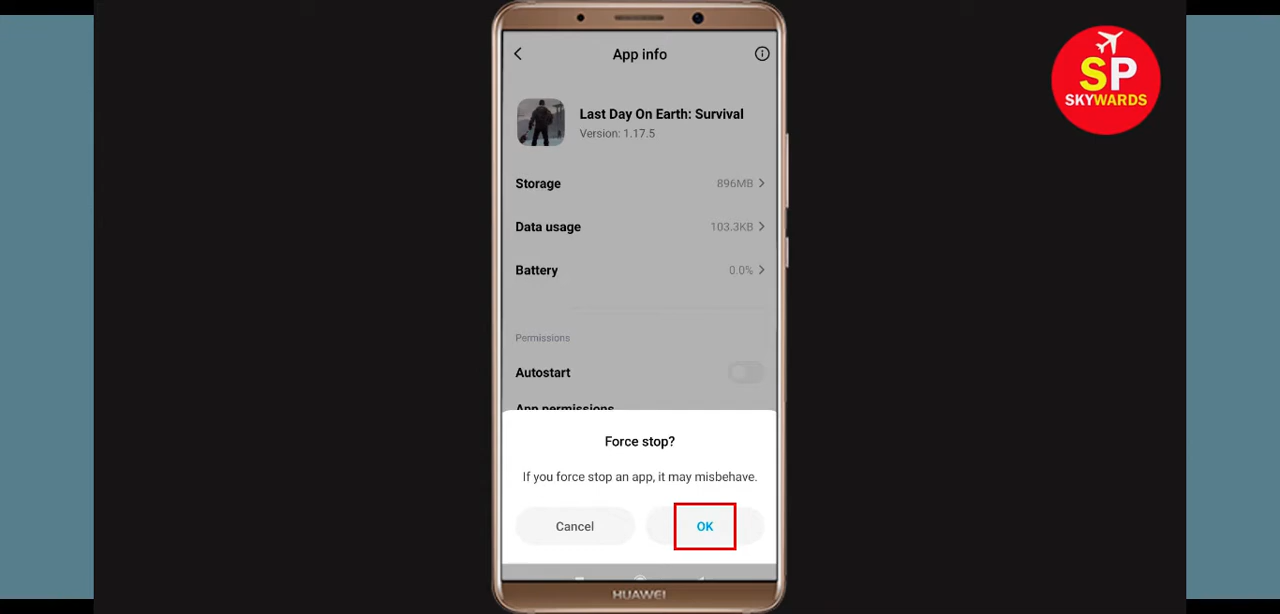 App info
SP
SKYWARDS
Last Day On Earth: Survival
Version: 1.17.5
Storage 896MB
Data usage 103.3KB
Battery 0.0%
Permissions
Autostart
App permissions
Force stop?
If you force stop an app, it may misbehave.
Cancel OK
HUAWEI